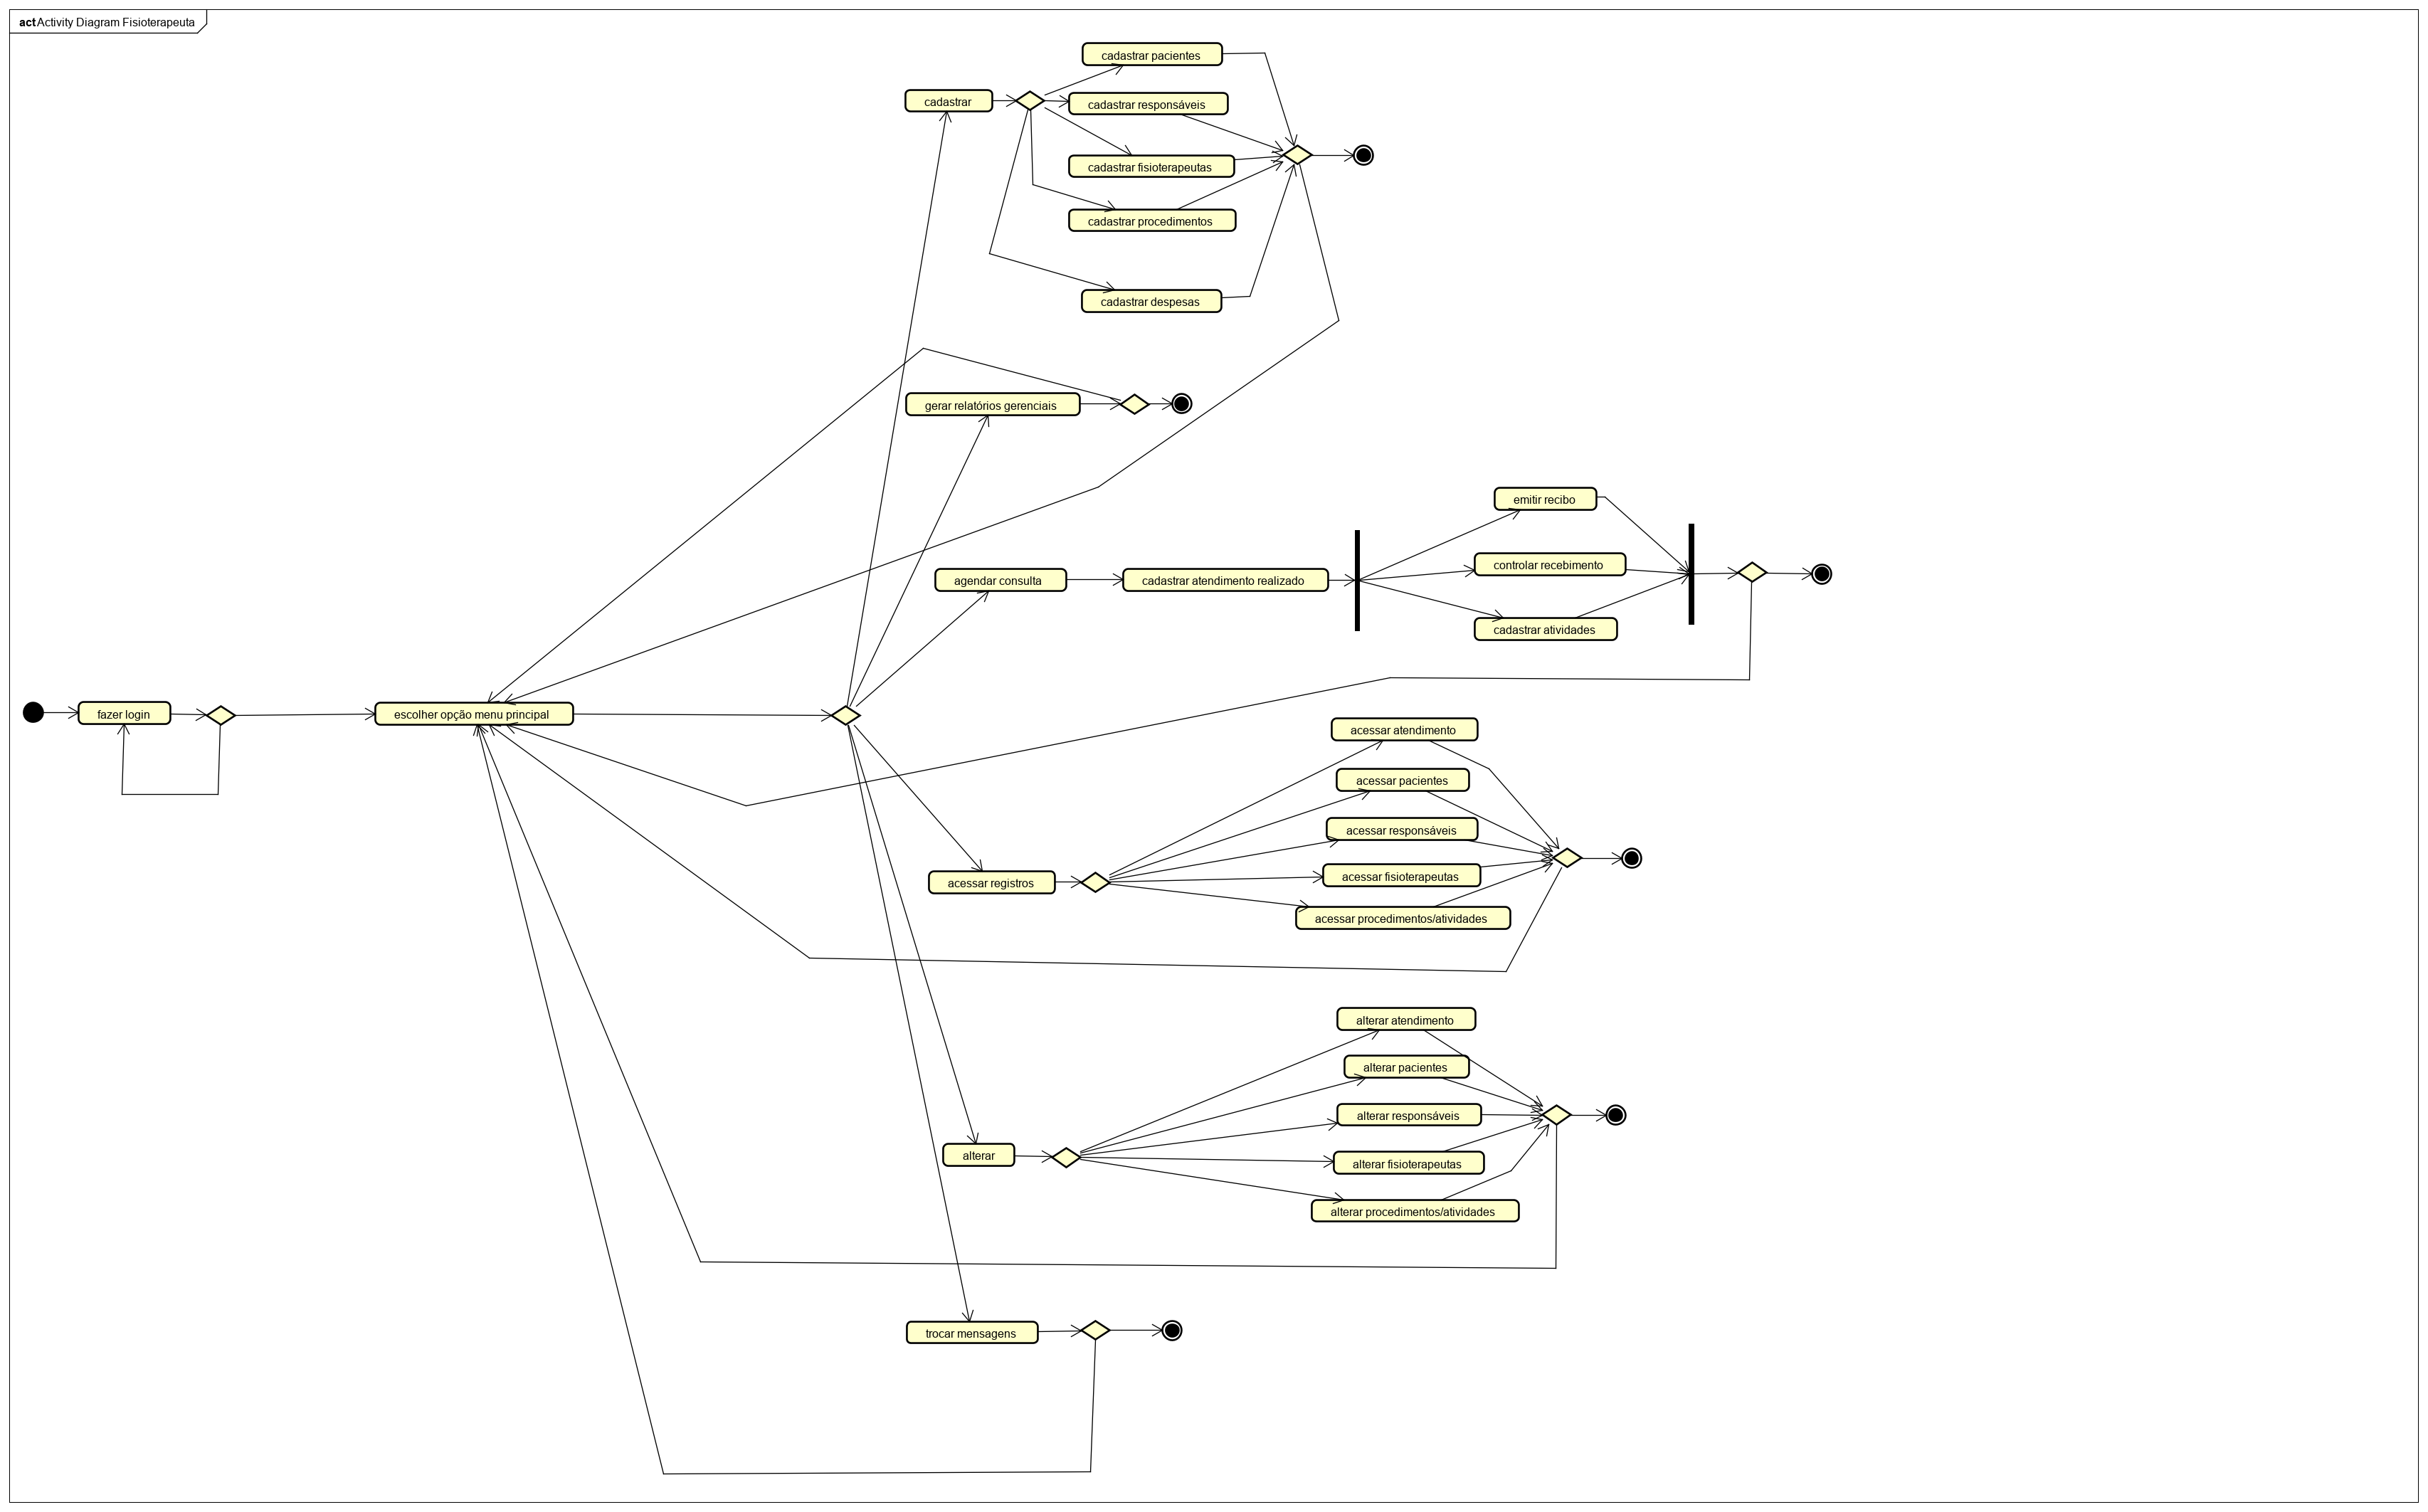 act Activity Diagram Fisioterapeuta
cadastrar pacientes
cadastrar
cadastrar responsáveis
cadastrar fisioterapeutas
cadastrar procedimentos
cadastrar despesas
gerar relatórios gerenciais
emitir recibo
controlar recebimento
agendar consulta
cadastrar atendimento realizado
cadastrar atividades
fazer login
escolher opção menu principal
acessar atendimento
acessar pacientes
acessar responsáveis
acessar registros
acessar fisioterapeutas
acessar procedimentos/atividades
alterar atendimento
alterar pacientes
alterar responsáveis
alterar
alterar fisioterapeutas
alterar procedimentos/atividades
trocar mensagens